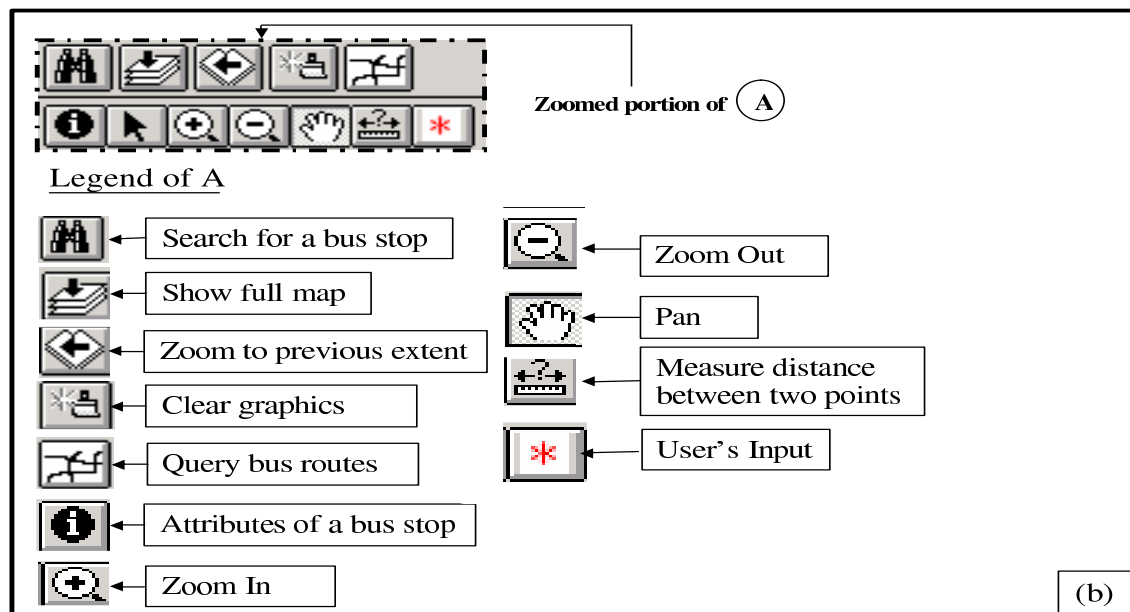 Zoomed portion of A
Legend of A
Search for a bus stop
Show full map
Zoom to previous extent
Clear graphics
Query bus routes
Attributes of a bus stop
Zoom In
Zoom Out
Pan
Measure distance
between two points
User's Input
(b)